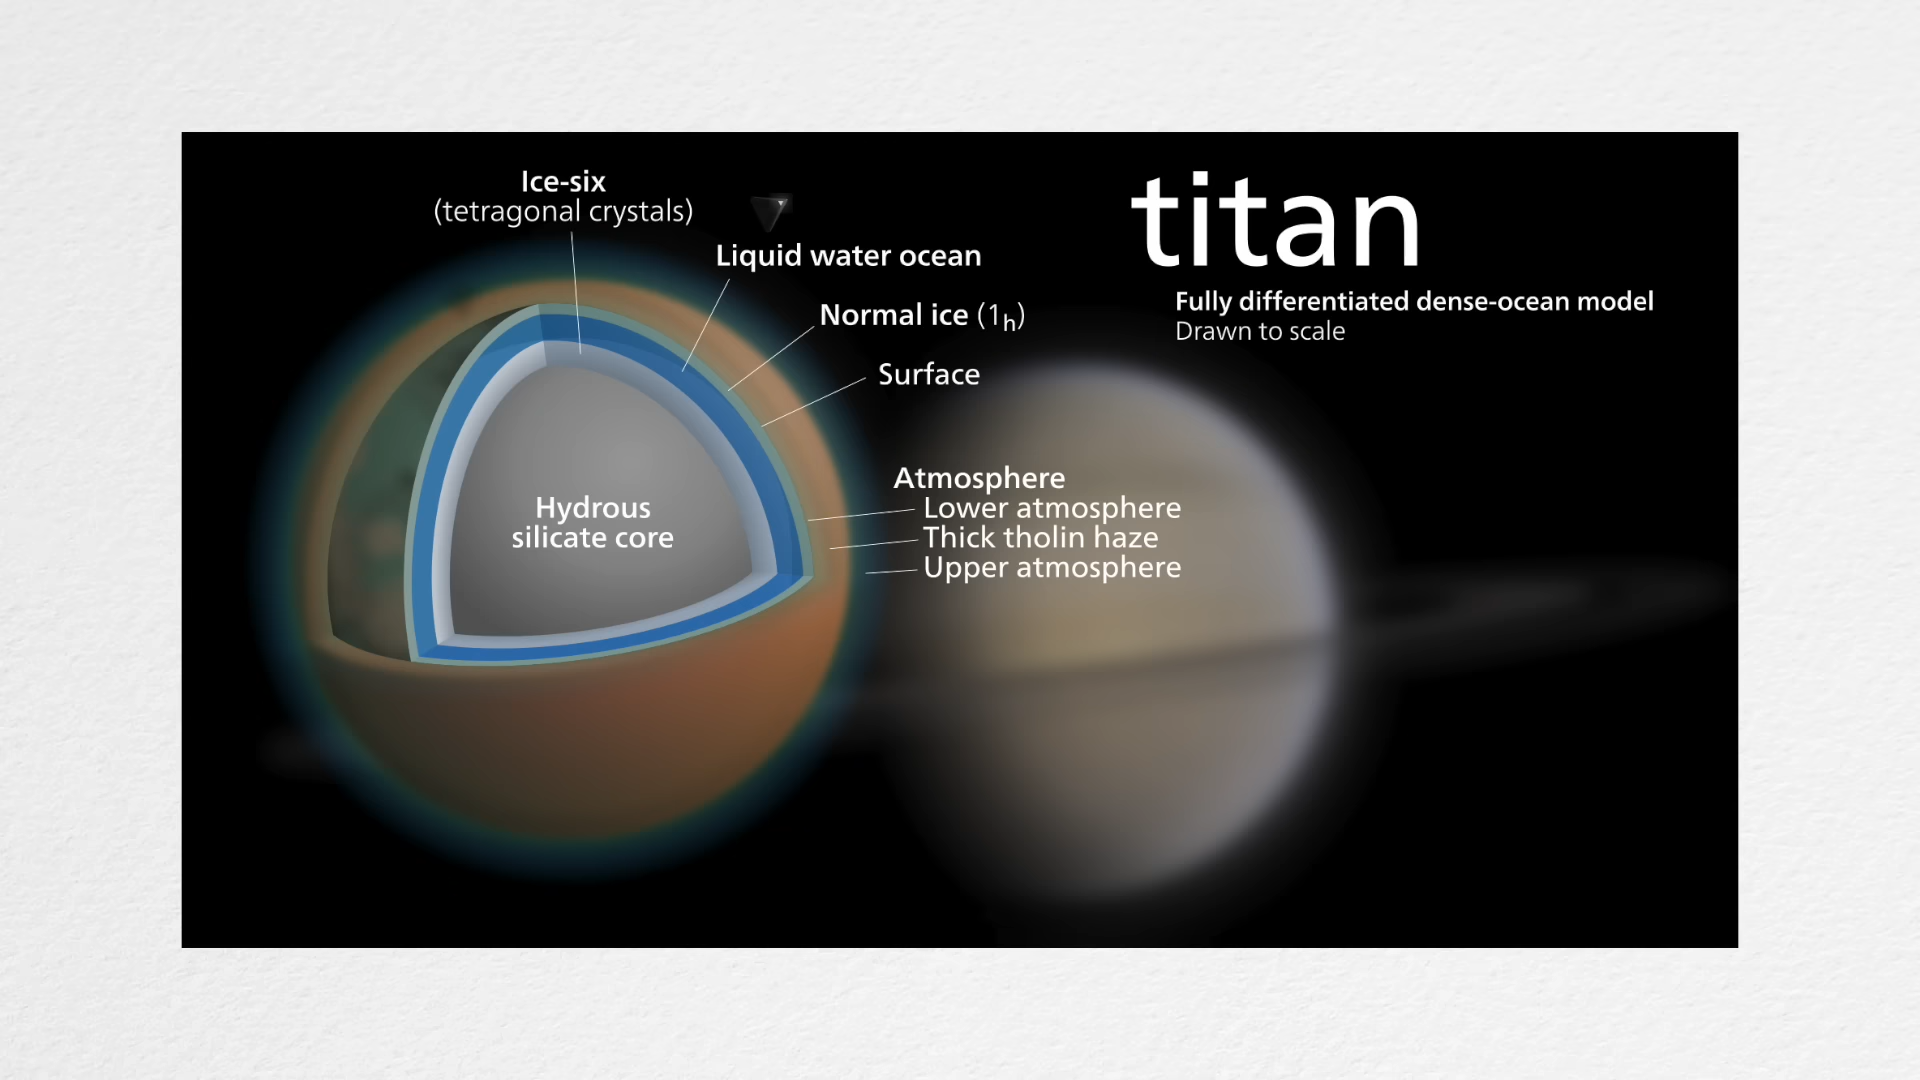 Ice-six
(tetragonal crystals)
Liquid water ocean
Normal ice (1h)
Surface
Atmosphere
Lower atmosphere
Thick tholin haze
Upper atmosphere
Hydrous
silicate core
titan
Fully differentiated dense-ocean model
Drawn to scale